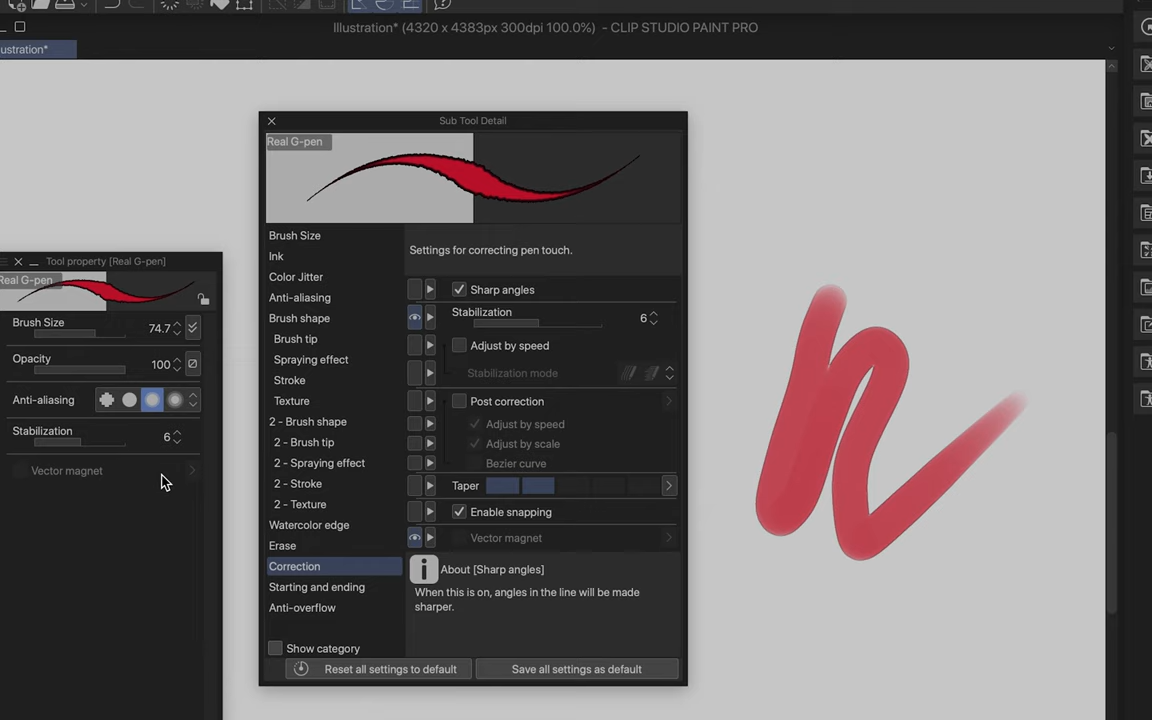 Illustration* (4320 x 4383px 300dpi 100.0%) - CLIP STUDIO PAINT PRO
ustration*
Sub Tool Detail
Real G-pen
Brush Size
Ink
Color Jitter
Anti-aliasing
Brush shape
Brush tip
Spraying effect
Stroke
Texture
2 - Brush shape
2 - Brush tip
2 - Spraying effect
2 - Stroke
2 - Texture
Watercolor edge
Erase
Correction
Starting and ending
Anti-overflow
Show category
Settings for correcting pen touch.
Sharp angles
Stabilization 6
Adjust by speed
Stabilization mode
Post correction
Adjust by speed
Adjust by scale
Bezier curve
Taper
Enable snapping
Vector magnet
About [Sharp angles]
When this is on, angles in the line will be made
sharper.
Reset all settings to default
Save all settings as default
Tool property [Real G-pen]
Real G-pen
Brush Size 74.7
Opacity 100
Anti-aliasing
Stabilization 6
Vector magnet